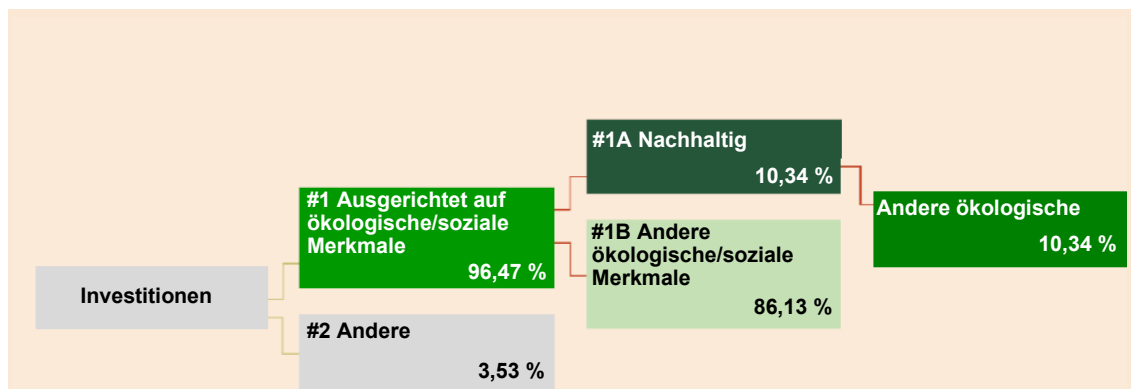 Investitionen
#1 Ausgerichtet auf
ökologische/soziale
Merkmale
96,47 %
#2 Andere
3,53 %
#1A Nachhaltig
10,34 %
#1B Andere
ökologische/soziale
Merkmale
86,13 %
Andere ökologische
10,34 %